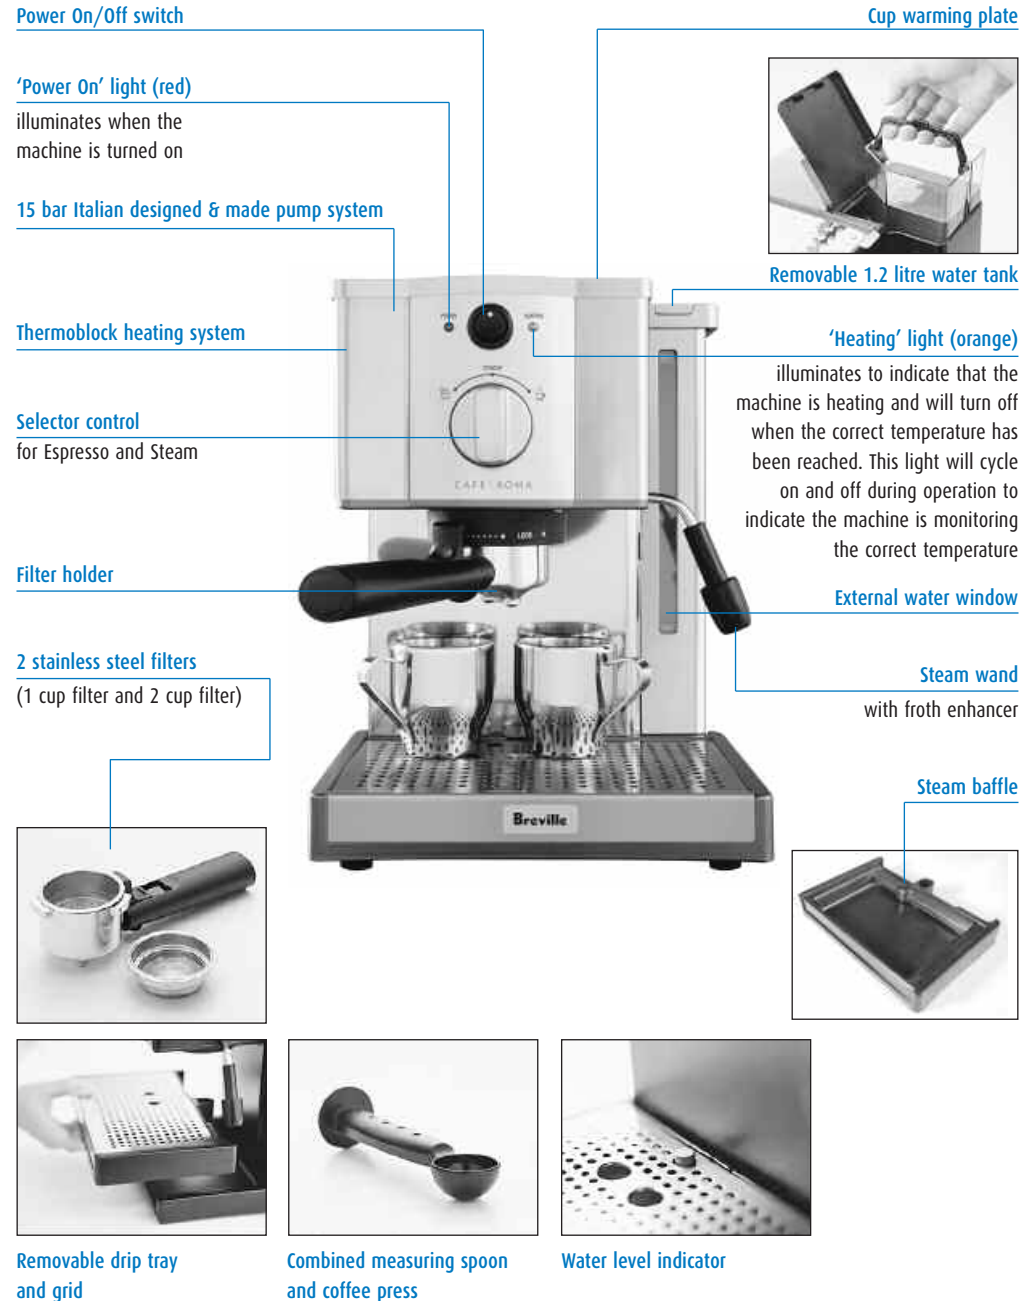 Power On/Off switch
Cup warming plate
‘Power On’ light (red)
illuminates when the
machine is turned on
15 bar Italian designed & made pump system
Removable 1.2 litre water tank
Thermoblock heating system
‘Heating’ light (orange)
illuminates to indicate that the
machine is heating and will turn off
when the correct temperature has
been reached. This light will cycle
on and off during operation to
indicate the machine is monitoring
the correct temperature
Selector control
for Espresso and Steam
CAFE ROMA
LOCK
Filter holder
External water window
2 stainless steel filters
(1 cup filter and 2 cup filter)
Steam wand
with froth enhancer
Steam baffle
Breville
Removable drip tray
and grid
Combined measuring spoon
and coffee press
Water level indicator